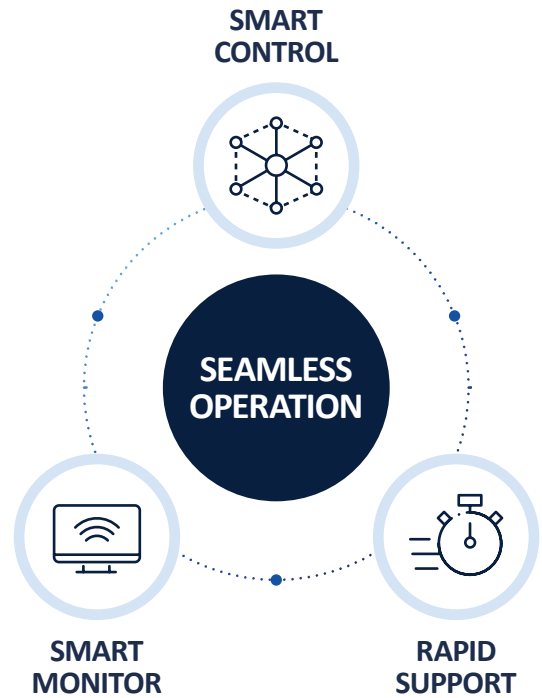 SMART
CONTROL
SEAMLESS
OPERATION
SMART
MONITOR
RAPID
SUPPORT